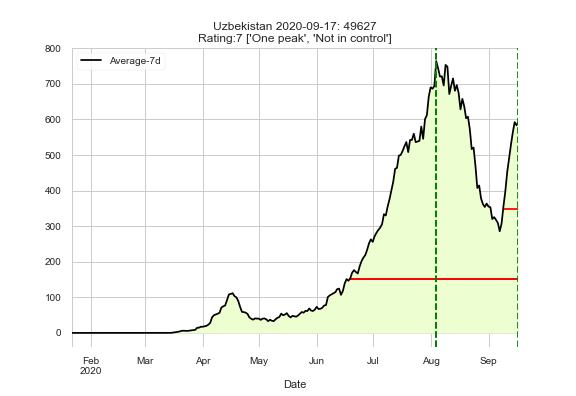 Uzbekistan 2020-09-17: 49627
Rating:7 ['One peak', 'Not in control']
Average-7d
800
700
600
500
400
300
200
100
0
Feb Mar Apr May Jun Jul Aug Sep
2020
Date